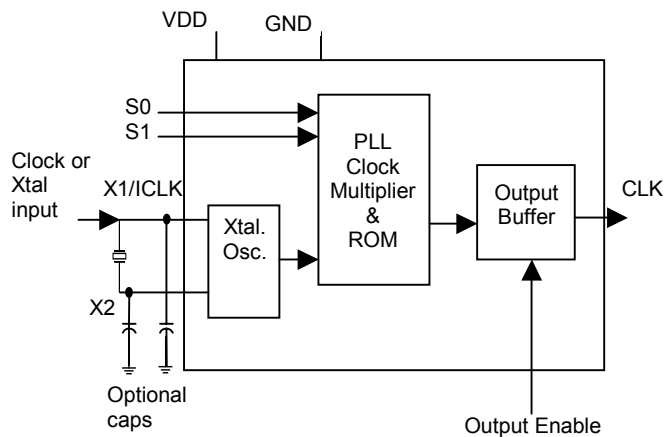 VDD
GND
S0
S1
Clock or
Xtal
input
X1/ICLK
X2
Xtal.
Osc.
PLL
Clock
Multiplier
&
ROM
Output
Buffer
CLK
Optional
caps
Output Enable